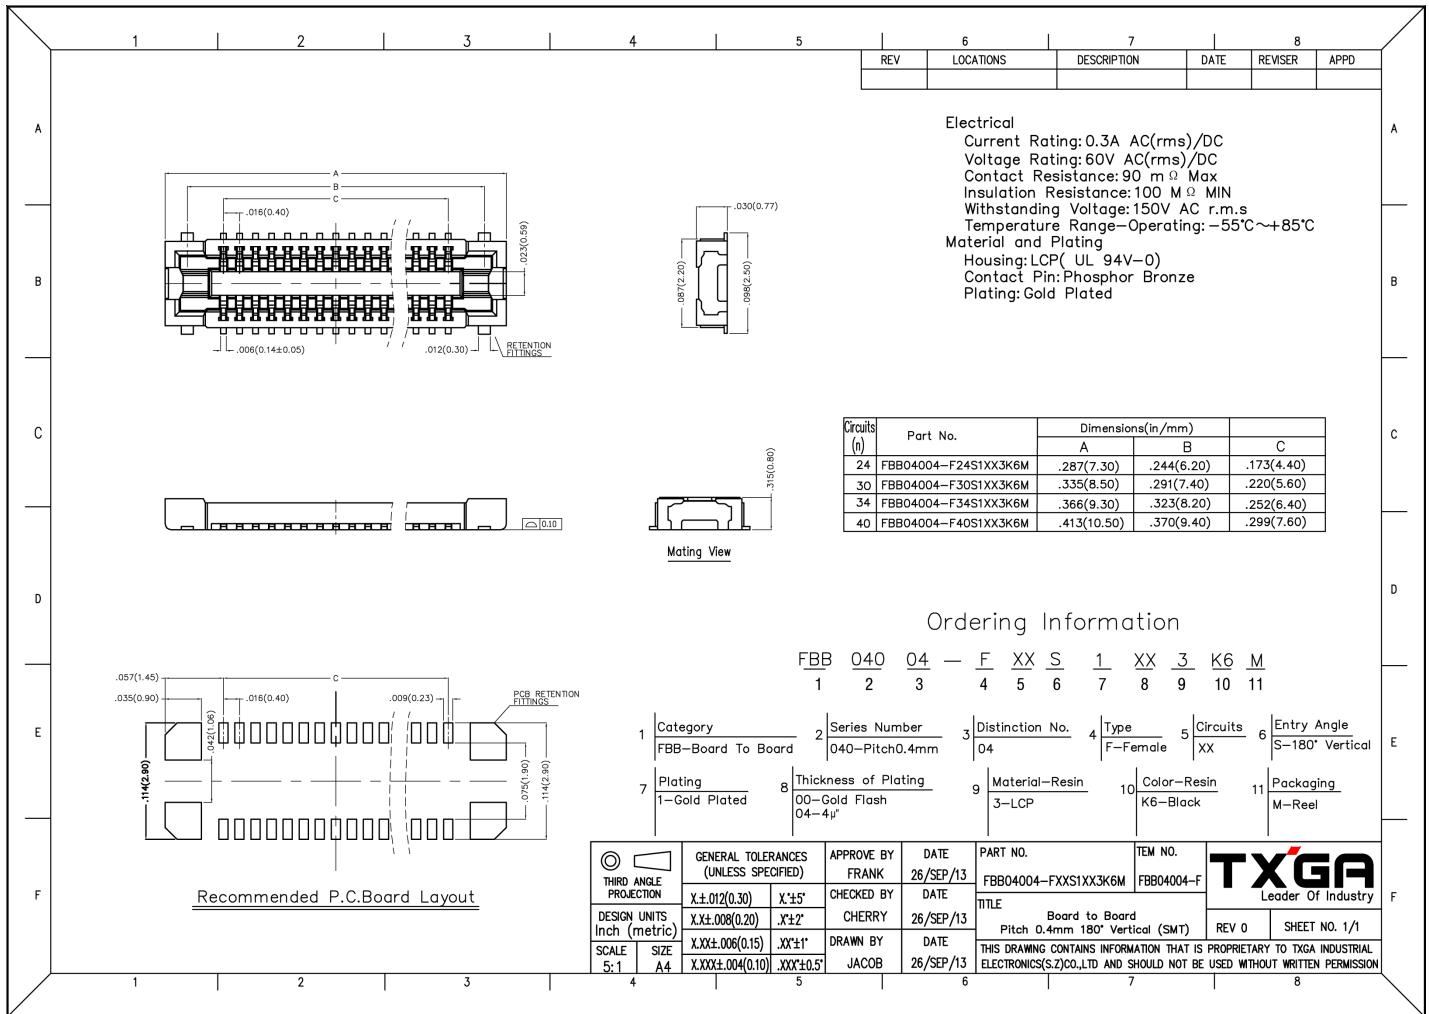 1 2 3 4 5 6 7 8
REV LOCATIONS DESCRIPTION DATE REVISER APPD
A A
Electrical
Current Rating: 0.3A AC(rms)/DC
Voltage Rating: 60V AC(rms)/DC
Contact Resistance: 90 mΩ Max
Insulation Resistance: 100 MΩ MIN
Withstanding Voltage: 150V AC r.m.s
Temperature Range-Operating: -55°C~+85°C
Material and Plating
Housing: LCP( UL 94V-0)
Contact Pin: Phosphor Bronze
Plating: Gold Plated
A
B
C
.016(0.40)
.023(0.59)
.006(0.14±0.05)
.012(0.30)
RETENTION
FITTINGS
.030(0.77)
.087(2.20)
.098(2.50)
B B
C C
Circuits
(n)
Part No.
Dimensions(in/mm)
A B C
24 FBB04004-F24S1XX3K6M .287(7.30) .244(6.20) .173(4.40)
30 FBB04004-F30S1XX3K6M .335(8.50) .291(7.40) .220(5.60)
34 FBB04004-F34S1XX3K6M .366(9.30) .323(8.20) .252(6.40)
40 FBB04004-F40S1XX3K6M .413(10.50) .370(9.40) .299(7.60)
0.10
.315(0.80)
Mating View
D D
Ordering Information
FBB 040 04 — F XX S 1 XX 3 K6 M
1 2 3 4 5 6 7 8 9 10 11
1 Category
FBB-Board To Board
2 Series Number
040-Pitch0.4mm
3 Distinction No.
04
4 Type
F-Female
5 Circuits
XX
6 Entry Angle
S-180° Vertical
7 Plating
1-Gold Plated
8 Thickness of Plating
00-Gold Flash
04-4µ"
9 Material-Resin
3-LCP
10 Color-Resin
K6-Black
11 Packaging
M-Reel
.057(1.45)
C
.035(0.90)
.016(0.40)
.009(0.23)
PCB RETENTION
FITTINGS
.042(1.06)
.114(2.90)
.075(1.90)
.114(2.90)
E E
Recommended P.C.Board Layout
F F
THIRD ANGLE
PROJECTION
DESIGN UNITS
Inch (metric)
SCALE SIZE
5:1 A4
GENERAL TOLERANCES
(UNLESS SPECIFIED)
X.±.012(0.30) X.°±5°
X.X±.008(0.20) .X°±2°
X.XX±.006(0.15) .XX°±1°
X.XXX±.004(0.10) .XXX°±0.5°
APPROVE BY DATE
FRANK 26/SEP/13
CHECKED BY DATE
CHERRY 26/SEP/13
DRAWN BY DATE
JACOB 26/SEP/13
PART NO.
FBB04004-FXXS1XX3K6M
TEM NO.
FBB04004-F
TITLE
Board to Board
Pitch 0.4mm 180° Vertical (SMT)
TXGA
Leader Of Industry
REV 0 SHEET NO. 1/1
THIS DRAWING CONTAINS INFORMATION THAT IS PROPRIETARY TO TXGA INDUSTRIAL
ELECTRONICS(S.Z)CO.,LTD AND SHOULD NOT BE USED WITHOUT WRITTEN PERMISSION
1 2 3 4 5 6 7 8